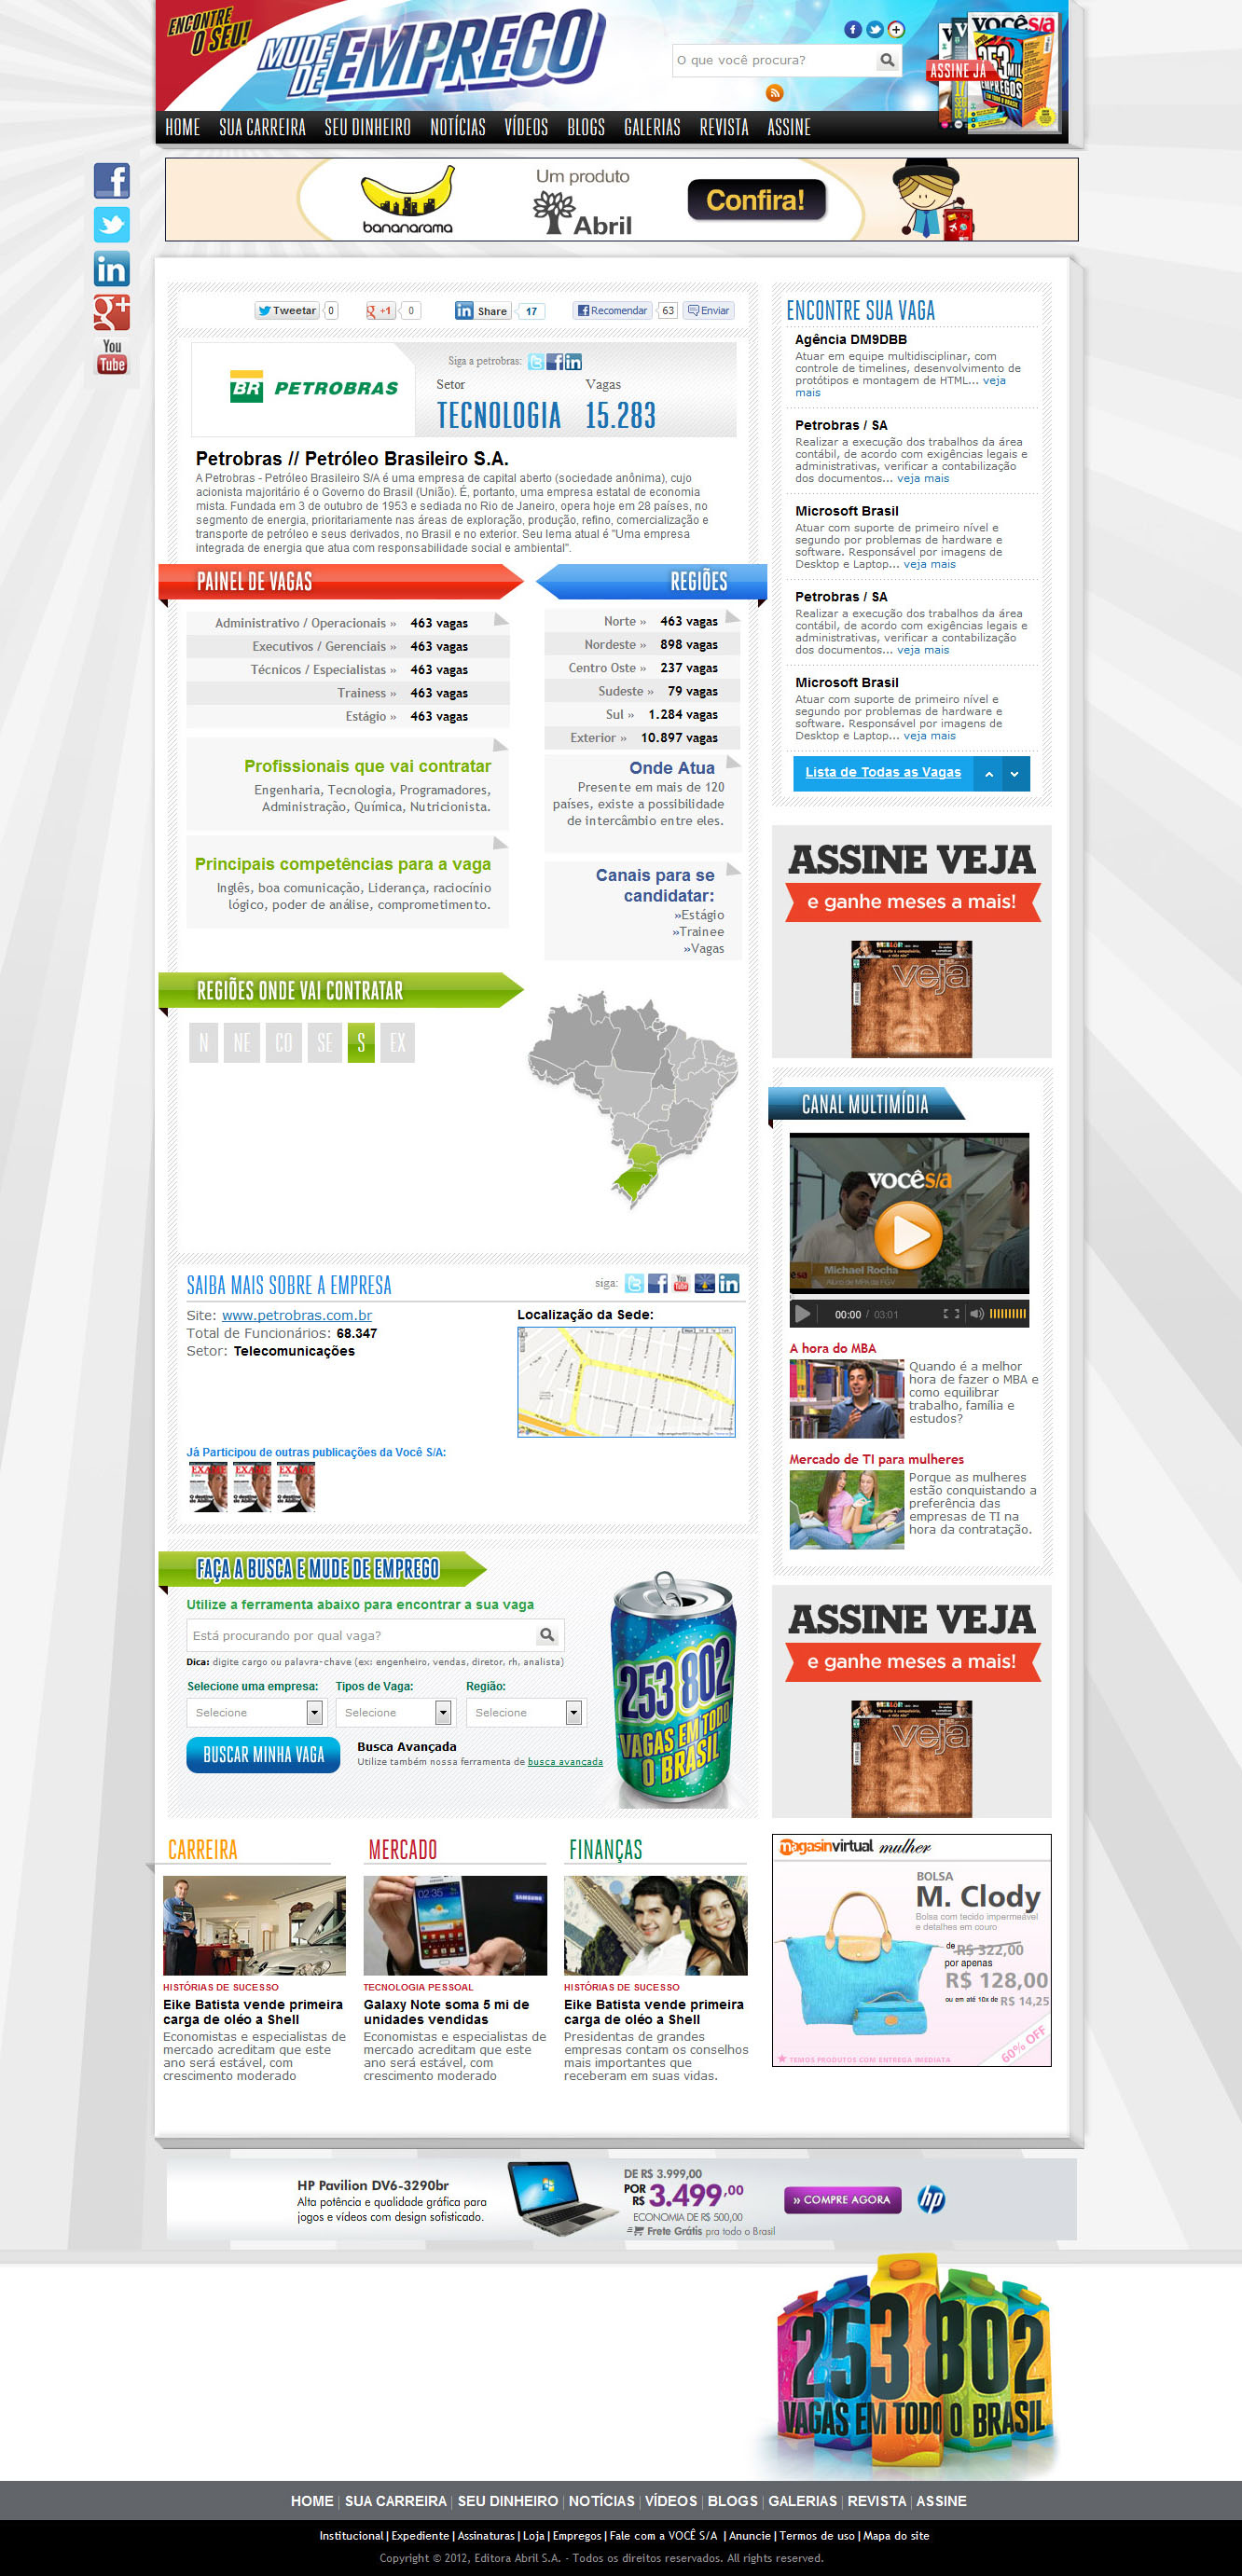 ENCONTRE
O SEU!
MUDE
DE EMPREGO
O que você procura?
ASSINE JÁ
VOCÊ S/A
253 MIL
EMPREGOS
HOME SUA CARREIRA SEU DINHEIRO NOTÍCIAS VÍDEOS BLOGS GALERIAS REVISTA ASSINE
bananarama
Um produto
Abril
Confira!
You
Tube
Tweetar 0 +1 0 Share 17 Recomendar 63 Enviar
BR PETROBRAS
Siga a petrobras:
Setor Vagas
TECNOLOGIA 15.283
Petrobras // Petróleo Brasileiro S.A.
A Petrobras - Petróleo Brasileiro S/A é uma empresa de capital aberto (sociedade anônima), cujo
acionista majoritário é o Governo do Brasil (União). É, portanto, uma empresa estatal de economia
mista. Fundada em 3 de outubro de 1953 e sediada no Rio de Janeiro, opera hoje em 28 países, no
segmento de energia, prioritariamente nas áreas de exploração, produção, refino, comercialização e
transporte de petróleo e seus derivados, no Brasil e no exterior. Seu lema atual é "Uma empresa
integrada de energia que atua com responsabilidade social e ambiental".
PAINEL DE VAGAS
Administrativo / Operacionais » 463 vagas
Executivos / Gerenciais » 463 vagas
Técnicos / Especialistas » 463 vagas
Trainess » 463 vagas
Estágio » 463 vagas
Profissionais que vai contratar
Engenharia, Tecnologia, Programadores,
Administração, Química, Nutricionista.
Principais competências para a vaga
Inglês, boa comunicação, Liderança, raciocínio
lógico, poder de análise, comprometimento.
REGIÕES
Norte » 463 vagas
Nordeste » 898 vagas
Centro Oeste » 237 vagas
Sudeste » 79 vagas
Sul » 1.284 vagas
Exterior » 10.897 vagas
Onde Atua
Presente em mais de 120
países, existe a possibilidade
de intercâmbio entre eles.
Canais para se
candidatar:
»Estágio
»Trainee
»Vagas
REGIÕES ONDE VAI CONTRATAR
N NE CO SE S EX
SAIBA MAIS SOBRE A EMPRESA
siga:
Site: www.petrobras.com.br
Total de Funcionários: 68.347
Setor: Telecomunicações
Localização da Sede:
Já Participou de outras publicações da Você S/A:
EXAME EXAME EXAME
FAÇA A BUSCA E MUDE DE EMPREGO
Utilize a ferramenta abaixo para encontrar a sua vaga
Está procurando por qual vaga?
Dica: digite cargo ou palavra-chave (ex: engenheiro, vendas, diretor, rh, analista)
Selecione uma empresa: Tipos de Vaga: Região:
Selecione Selecione Selecione
BUSCAR MINHA VAGA
Busca Avançada
Utilize também nossa ferramenta de busca avançada
253 802
VAGAS EM TODO
O BRASIL
CARREIRA
HISTÓRIAS DE SUCESSO
Eike Batista vende primeira
carga de oléo a Shell
Economistas e especialistas de
mercado acreditam que este
ano será estável, com
crescimento moderado
MERCADO
SAMSUNG
TECNOLOGIA PESSOAL
Galaxy Note soma 5 mi de
unidades vendidas
Economistas e especialistas de
mercado acreditam que este
ano será estável, com
crescimento moderado
FINANÇAS
HISTÓRIAS DE SUCESSO
Eike Batista vende primeira
carga de oléo a Shell
Presidentas de grandes
empresas contam os conselhos
mais importantes que
receberam em suas vidas.
ENCONTRE SUA VAGA
Agência DM9DBB
Atuar em equipe multidisciplinar, com
controle de timelines, desenvolvimento de
protótipos e montagem de HTML... veja
mais
Petrobras / SA
Realizar a execução dos trabalhos da área
contábil, de acordo com exigências legais e
administrativas, verificar a contabilização
dos documentos... veja mais
Microsoft Brasil
Atuar com suporte de primeiro nível e
segundo por problemas de hardware e
software. Responsável por imagens de
Desktop e Laptop... veja mais
Petrobras / SA
Realizar a execução dos trabalhos da área
contábil, de acordo com exigências legais e
administrativas, verificar a contabilização
dos documentos... veja mais
Microsoft Brasil
Atuar com suporte de primeiro nível e
segundo por problemas de hardware e
software. Responsável por imagens de
Desktop e Laptop... veja mais
Lista de Todas as Vagas
ASSINE VEJA
e ganhe meses a mais!
veja
CANAL MULTIMÍDIA
VOCÊ S/A
Michael Rocha
Aluno de MPA da FGV
00:00 / 03:01
A hora do MBA
Quando é a melhor
hora de fazer o MBA e
como equilibrar
trabalho, família e
estudos?
Mercado de TI para mulheres
Porque as mulheres
estão conquistando a
preferência das
empresas de TI na
hora da contratação.
ASSINE VEJA
e ganhe meses a mais!
veja
magasinvirtual mulher
BOLSA
M. Clody
Bolsa com tecido impermeável
e detalhes em couro
de R$ 322,00
por apenas
R$ 128,00
ou em até 10x de R$ 14,25
60% OFF
TEMOS PRODUTOS COM ENTREGA IMEDIATA
HP Pavilion DV6-3290br
Alta potência e qualidade gráfica para
jogos e vídeos com design sofisticado.
DE R$ 3.999,00
POR R$ 3.499,00
ECONOMIA DE R$ 500,00
Frete Grátis pra todo o Brasil
» COMPRE AGORA
hp
253 802
VAGAS EM TODO O BRASIL
HOME | SUA CARREIRA | SEU DINHEIRO | NOTÍCIAS | VÍDEOS | BLOGS | GALERIAS | REVISTA | ASSINE
Institucional | Expediente | Assinaturas | Loja | Empregos | Fale com a VOCÊ S/A | Anuncie | Termos de uso | Mapa do site
Copyright © 2012, Editora Abril S.A. - Todos os direitos reservados. All rights reserved.